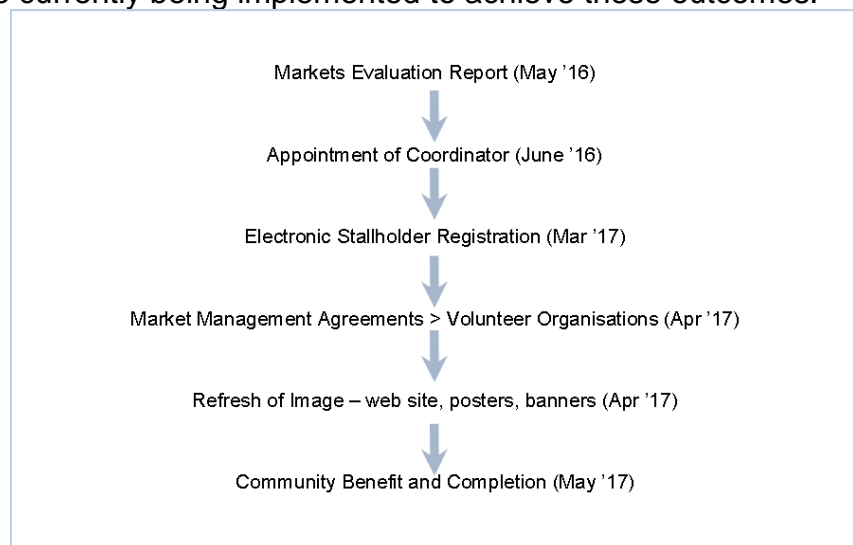 currently being implemented to achieve these outcomes.
Markets Evaluation Report (May '16)
Appointment of Coordinator (June '16)
Electronic Stallholder Registration (Mar '17)
Market Management Agreements > Volunteer Organisations (Apr '17)
Refresh of Image – web site, posters, banners (Apr '17)
Community Benefit and Completion (May '17)